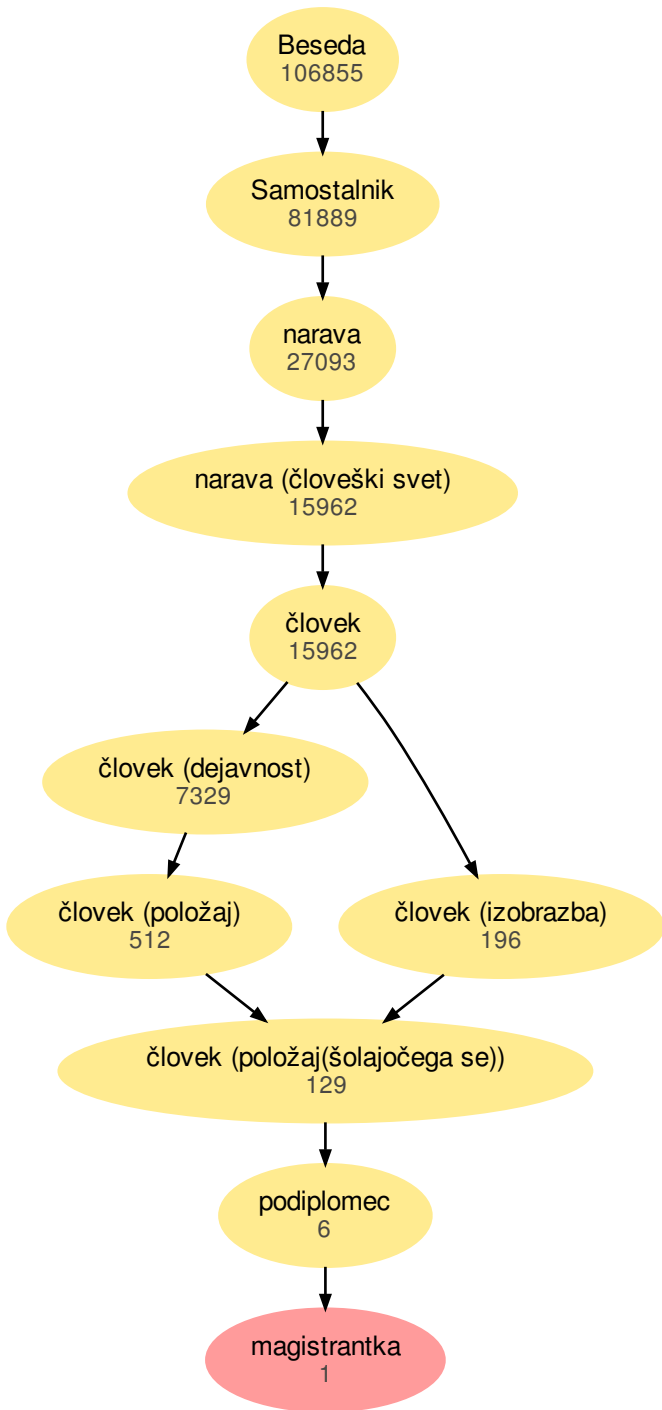 Beseda
106855
Samostalnik
81889
narava
27093
narava (človeški svet)
15962
človek
15962
človek (dejavnost)
7329
človek (položaj)
512
človek (izobrazba)
196
človek (položaj(šolajočega se))
129
podiplomec
6
magistrantka
1